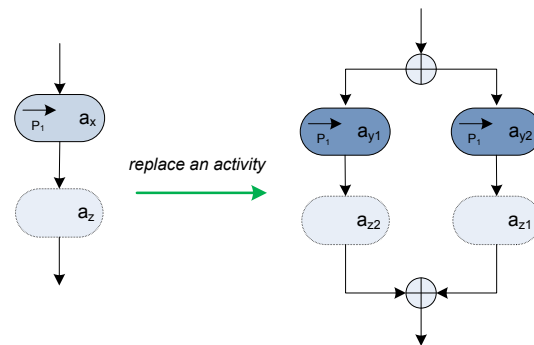 P1 ax
az
replace an activity
P1 ay1
P1 ay2
az2
az1